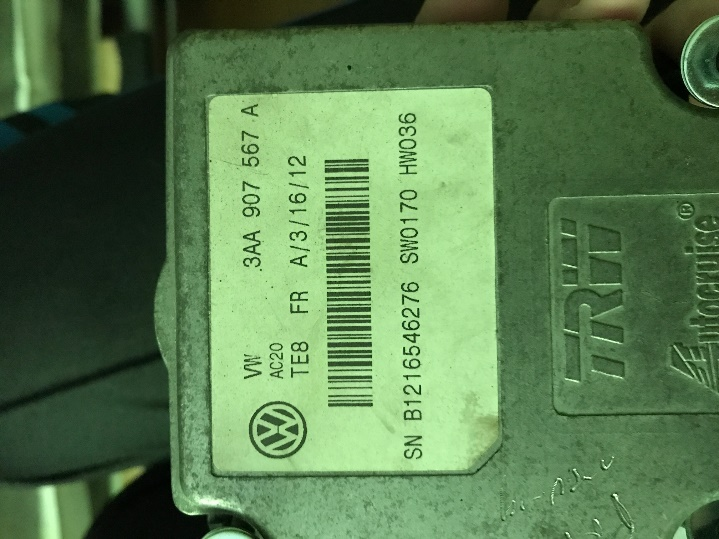 VW 3AA 907 567 A
AC20
TE8 FR A/3/16/12
SN B1216546276 SW0170 HW036
TRW
Autocruise ®